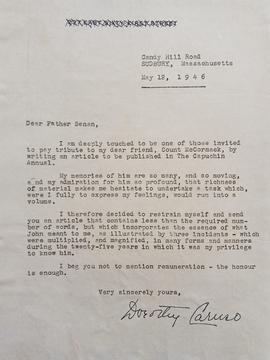 Candy Hill Road
SUDBURY, Massachusetts
May 12, 1946
Dear Father Senan,
I am deeply touched to be one of those invited
to pay tribute to my dear friend, Count McCormack, by
writing an article to be published in The Capuchin
Annual.
My memories of him are so many, and so moving,
and my admiration for him so profound, that richness
of material makes me hesitate to undertake a task which,
were I fully to express my feelings, would run into a
volume.
I therefore decided to restrain myself and send
you an article that contains less than the required num-
ber of words, but which incorporates the essence of what
John meant to me, as illustrated by three incidents - which
were multiplied, and magnified, in many forms and manners
during the twenty-five years in which it was my privilege
to know him.
I beg you not to mention remuneration - the honour
is enough.
Very sincerely yours,
Dorothy Caruso